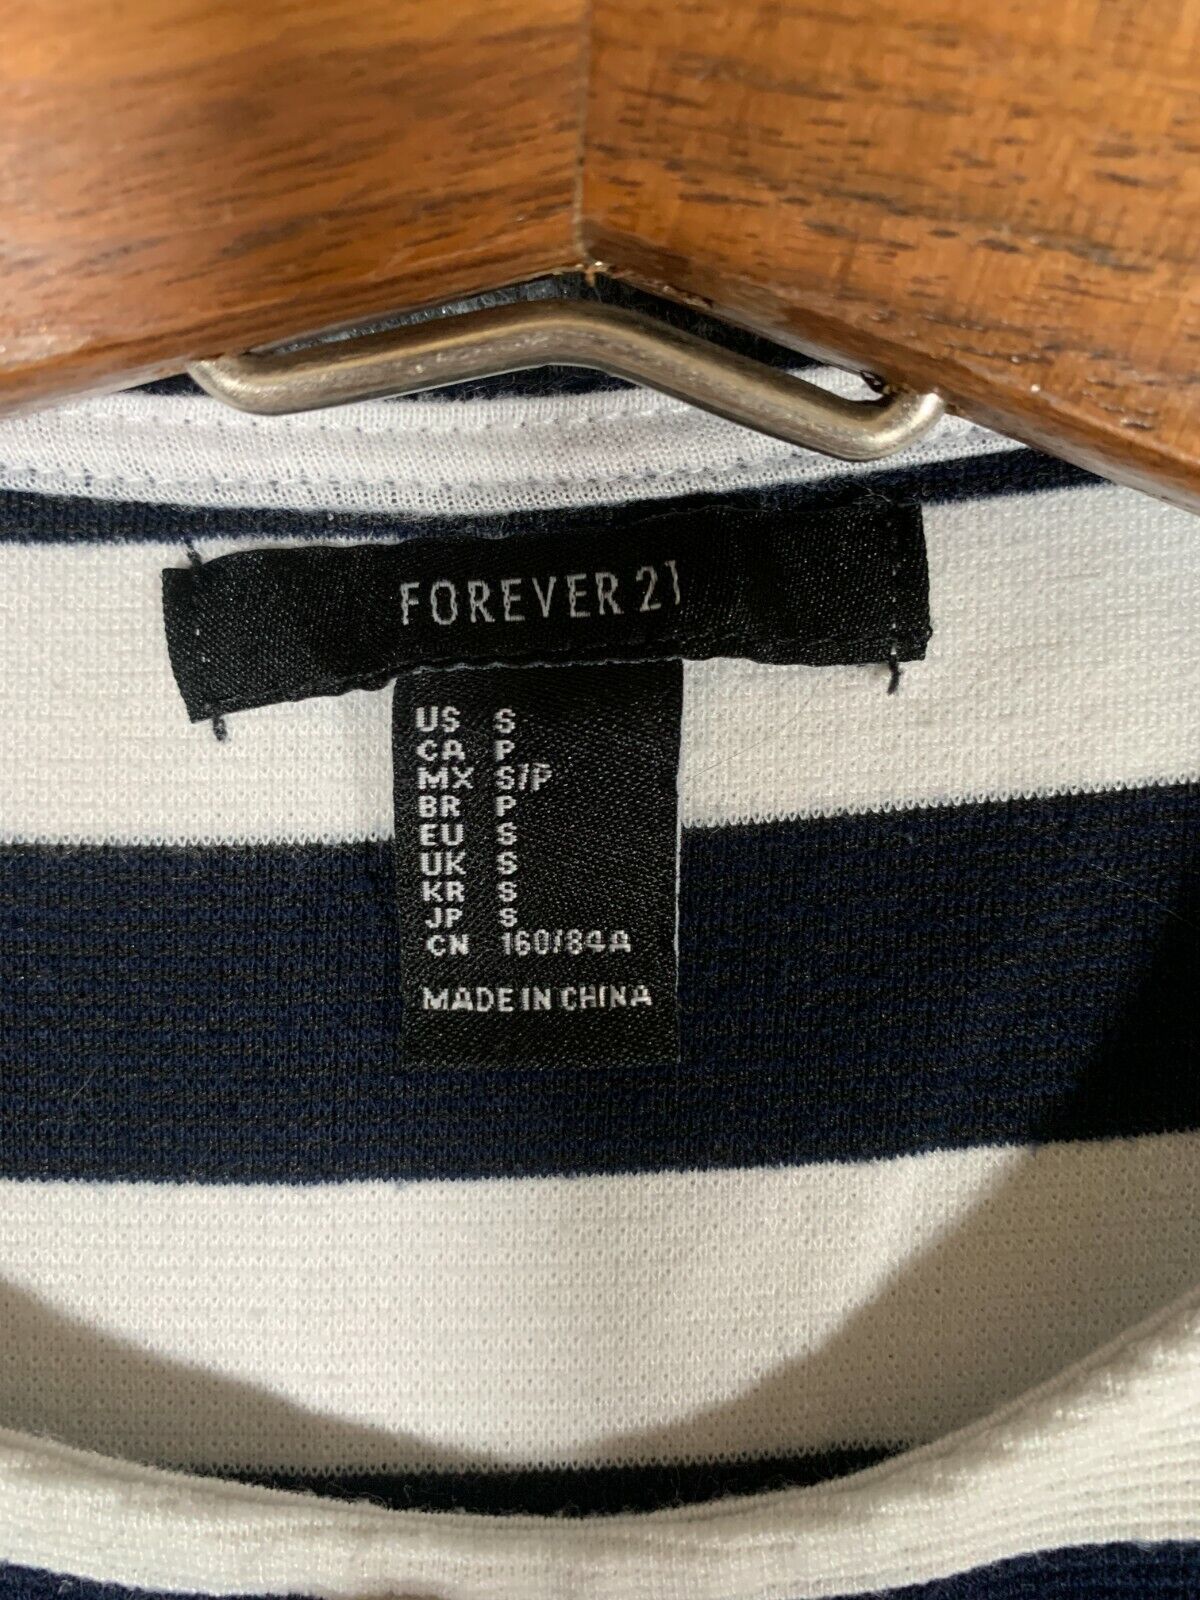 FOREVER 21
US S
CA P
MX S/P
BR P
EU S
UK S
KR S
JP S
CN 160/84A
MADE IN CHINA